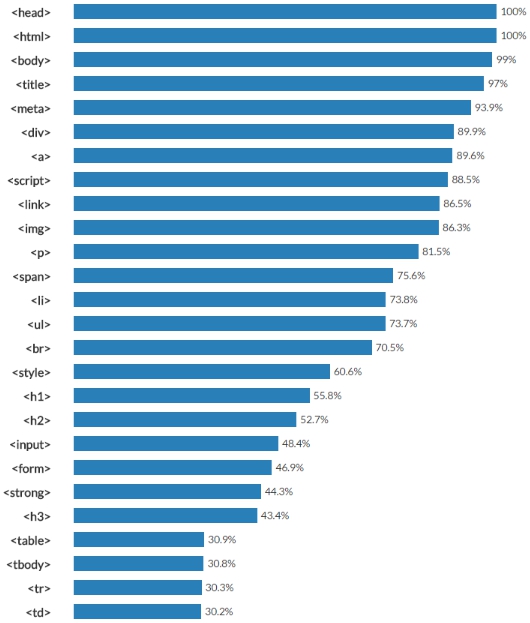 <head> 100%
<html> 100%
<body> 99%
<title> 97%
<meta> 93.9%
<div> 89.9%
<a> 89.6%
<script> 88.5%
<link> 86.5%
<img> 86.3%
<p> 81.5%
<span> 75.6%
<li> 73.8%
<ul> 73.7%
<br> 70.5%
<style> 60.6%
<h1> 55.8%
<h2> 52.7%
<input> 48.4%
<form> 46.9%
<strong> 44.3%
<h3> 43.4%
<table> 30.9%
<tbody> 30.8%
<tr> 30.3%
<td> 30.2%